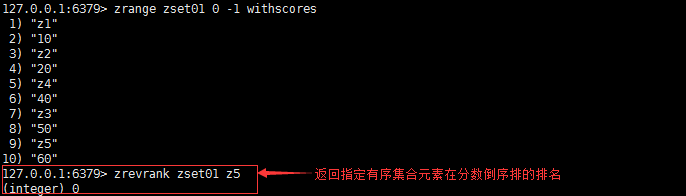 127.0.0.1:6379> zrange zset01 0 -1 withscores
1) "z1"
2) "10"
3) "z2"
4) "20"
5) "z4"
6) "40"
7) "z3"
8) "50"
9) "z5"
10) "60"
127.0.0.1:6379> zrevrank zset01 z5 返回指定有序集合元素在分数倒序排的排名
(integer) 0